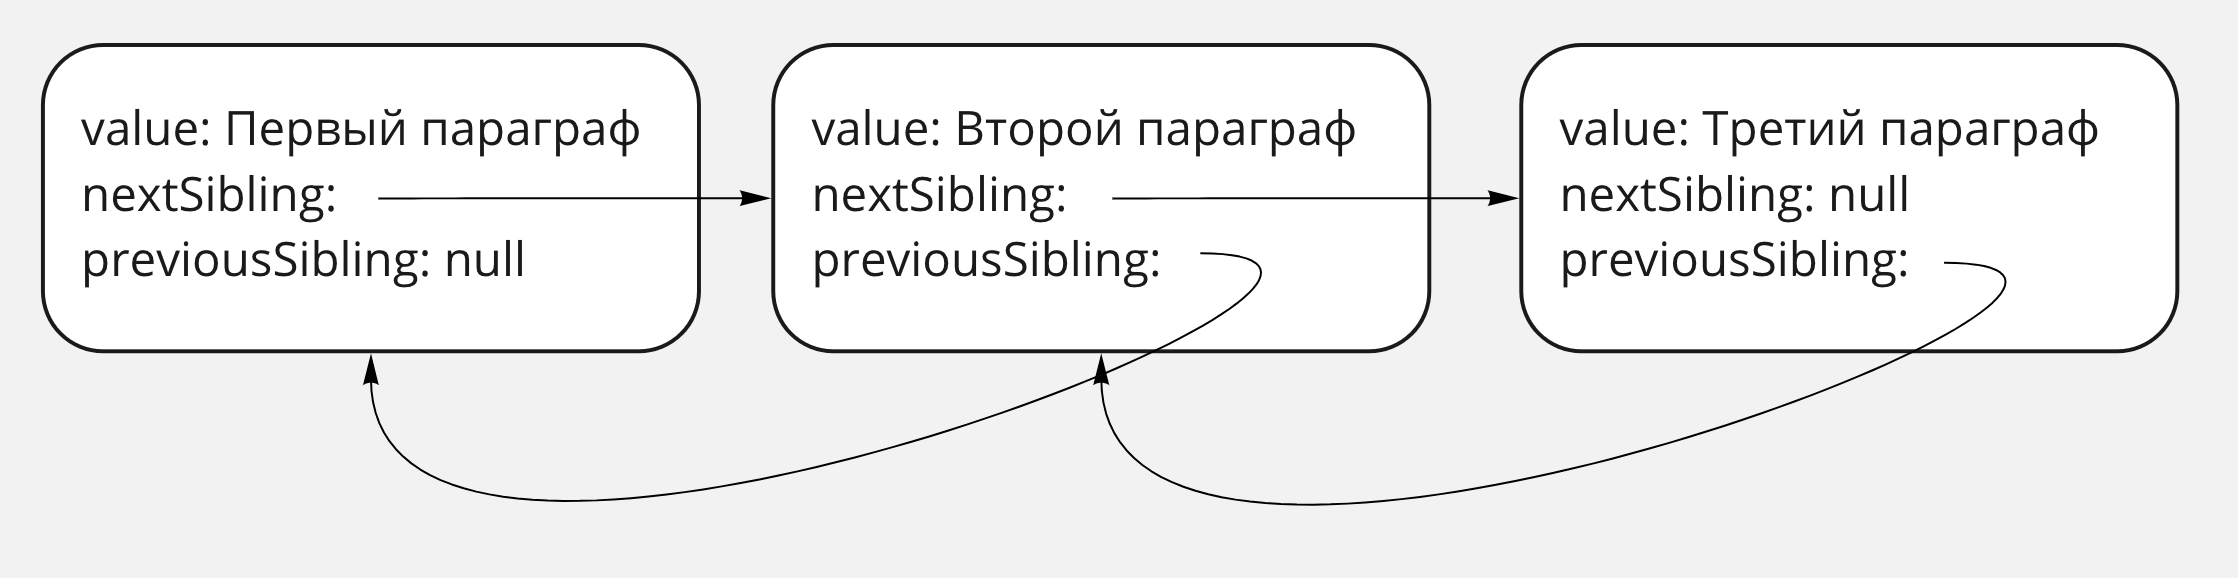 value: Первый параграф
nextSibling:
previousSibling: null
value: Второй параграф
nextSibling:
previousSibling:
value: Третий параграф
nextSibling: null
previousSibling: